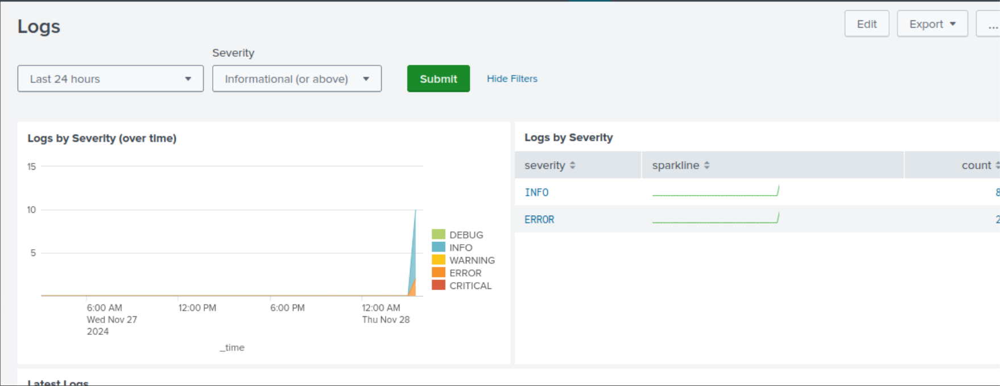 Logs
Edit
Export
...
Severity
Last 24 hours
Informational (or above)
Submit
Hide Filters
Logs by Severity (over time)
15
10
5
DEBUG
INFO
WARNING
ERROR
CRITICAL
6:00 AM
Wed Nov 27
2024
12:00 PM
6:00 PM
12:00 AM
Thu Nov 28
_time
Logs by Severity
severity sparkline count
INFO 8
ERROR 2
Latest Logs